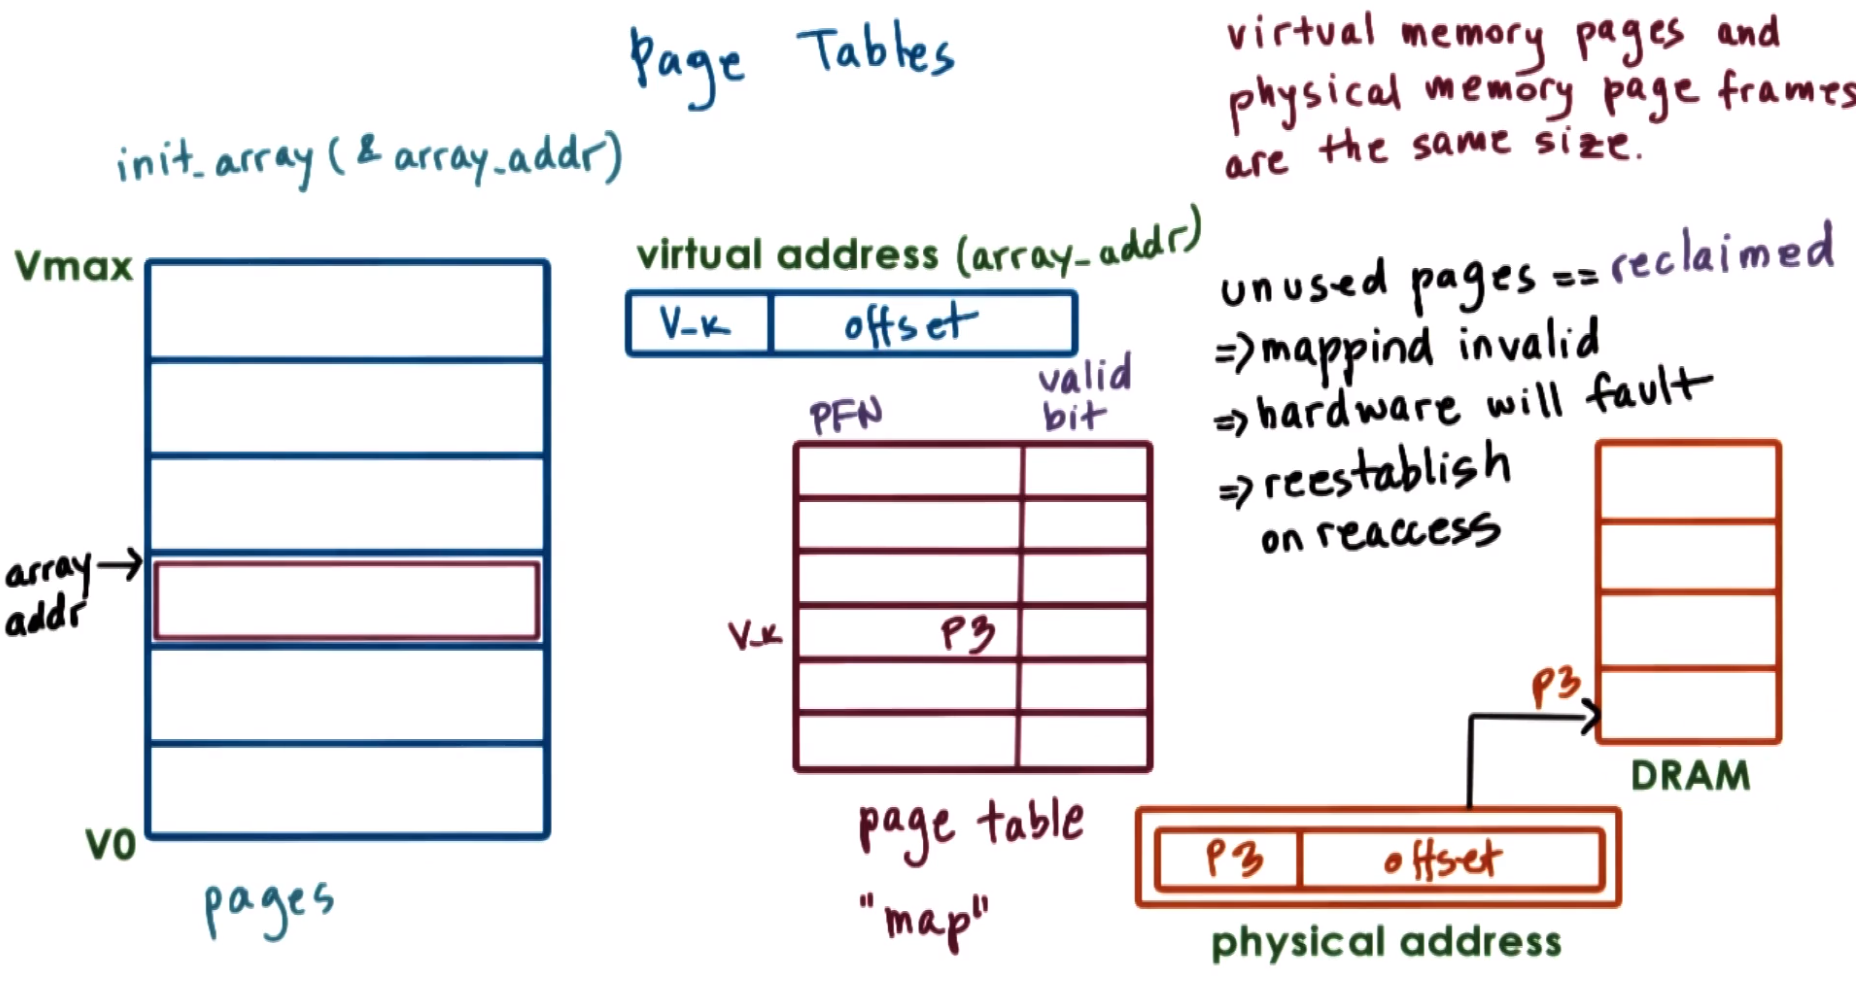 Page Tables
virtual memory pages and
physical memory page frames
are the same size.
init_array (& array_addr)
Vmax
array
addr
V0
pages
virtual address (array_addr)
V_k
offset
PFN
valid
bit
V_k
P3
page table
"map"
unused pages == reclaimed
=> mappind invalid
=> hardware will fault
=> reestablish
on reaccess
P3
DRAM
P3
offset
physical address